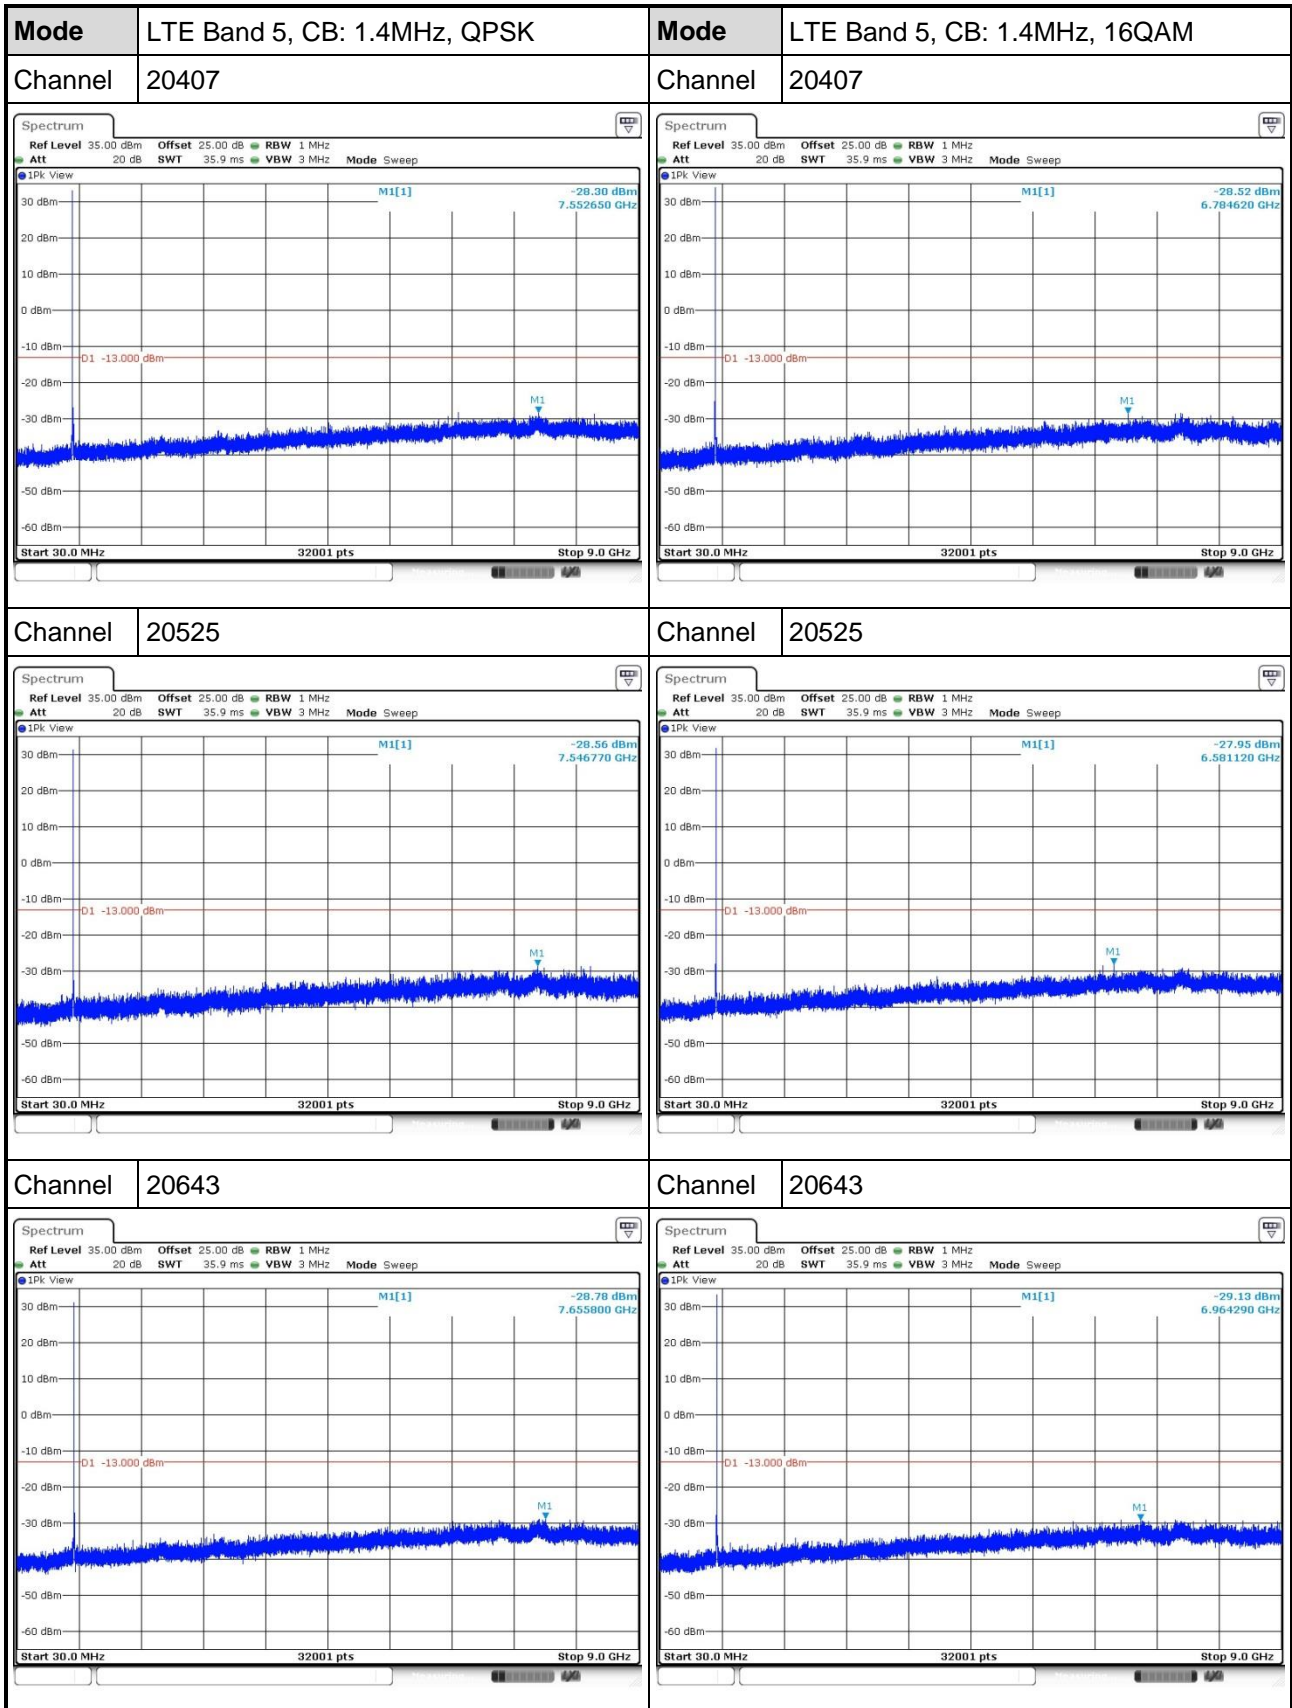 Mode LTE Band 5, CB: 1.4MHz, QPSK Mode LTE Band 5, CB: 1.4MHz, 16QAM
Channel 20407 Channel 20407
Spectrum
Ref Level 35.00 dBm Offset 25.00 dB RBW 1 MHz
Att 20 dB SWT 35.9 ms VBW 3 MHz Mode Sweep
1Pk View
M1[1] -28.30 dBm
7.552650 GHz
30 dBm
20 dBm
10 dBm
0 dBm
-10 dBm
D1 -13.000 dBm
-20 dBm
M1
-30 dBm
-50 dBm
-60 dBm
Start 30.0 MHz 32001 pts Stop 9.0 GHz
Spectrum
Ref Level 35.00 dBm Offset 25.00 dB RBW 1 MHz
Att 20 dB SWT 35.9 ms VBW 3 MHz Mode Sweep
1Pk View
M1[1] -28.52 dBm
6.784620 GHz
30 dBm
20 dBm
10 dBm
0 dBm
-10 dBm
D1 -13.000 dBm
-20 dBm
M1
-30 dBm
-50 dBm
-60 dBm
Start 30.0 MHz 32001 pts Stop 9.0 GHz
Channel 20525 Channel 20525
Spectrum
Ref Level 35.00 dBm Offset 25.00 dB RBW 1 MHz
Att 20 dB SWT 35.9 ms VBW 3 MHz Mode Sweep
1Pk View
M1[1] -28.56 dBm
7.546770 GHz
30 dBm
20 dBm
10 dBm
0 dBm
-10 dBm
D1 -13.000 dBm
-20 dBm
M1
-30 dBm
-50 dBm
-60 dBm
Start 30.0 MHz 32001 pts Stop 9.0 GHz
Spectrum
Ref Level 35.00 dBm Offset 25.00 dB RBW 1 MHz
Att 20 dB SWT 35.9 ms VBW 3 MHz Mode Sweep
1Pk View
M1[1] -27.95 dBm
6.581120 GHz
30 dBm
20 dBm
10 dBm
0 dBm
-10 dBm
D1 -13.000 dBm
-20 dBm
M1
-30 dBm
-50 dBm
-60 dBm
Start 30.0 MHz 32001 pts Stop 9.0 GHz
Channel 20643 Channel 20643
Spectrum
Ref Level 35.00 dBm Offset 25.00 dB RBW 1 MHz
Att 20 dB SWT 35.9 ms VBW 3 MHz Mode Sweep
1Pk View
M1[1] -28.78 dBm
7.655800 GHz
30 dBm
20 dBm
10 dBm
0 dBm
-10 dBm
D1 -13.000 dBm
-20 dBm
M1
-30 dBm
-50 dBm
-60 dBm
Start 30.0 MHz 32001 pts Stop 9.0 GHz
Spectrum
Ref Level 35.00 dBm Offset 25.00 dB RBW 1 MHz
Att 20 dB SWT 35.9 ms VBW 3 MHz Mode Sweep
1Pk View
M1[1] -29.13 dBm
6.964290 GHz
30 dBm
20 dBm
10 dBm
0 dBm
-10 dBm
D1 -13.000 dBm
-20 dBm
M1
-30 dBm
-50 dBm
-60 dBm
Start 30.0 MHz 32001 pts Stop 9.0 GHz